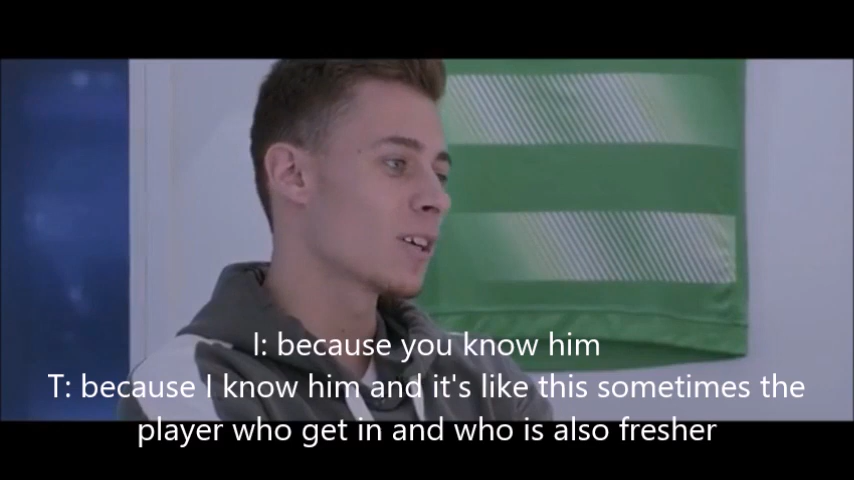 I: because you know him
T: because I know him and it's like this sometimes the
player who get in and who is also fresher